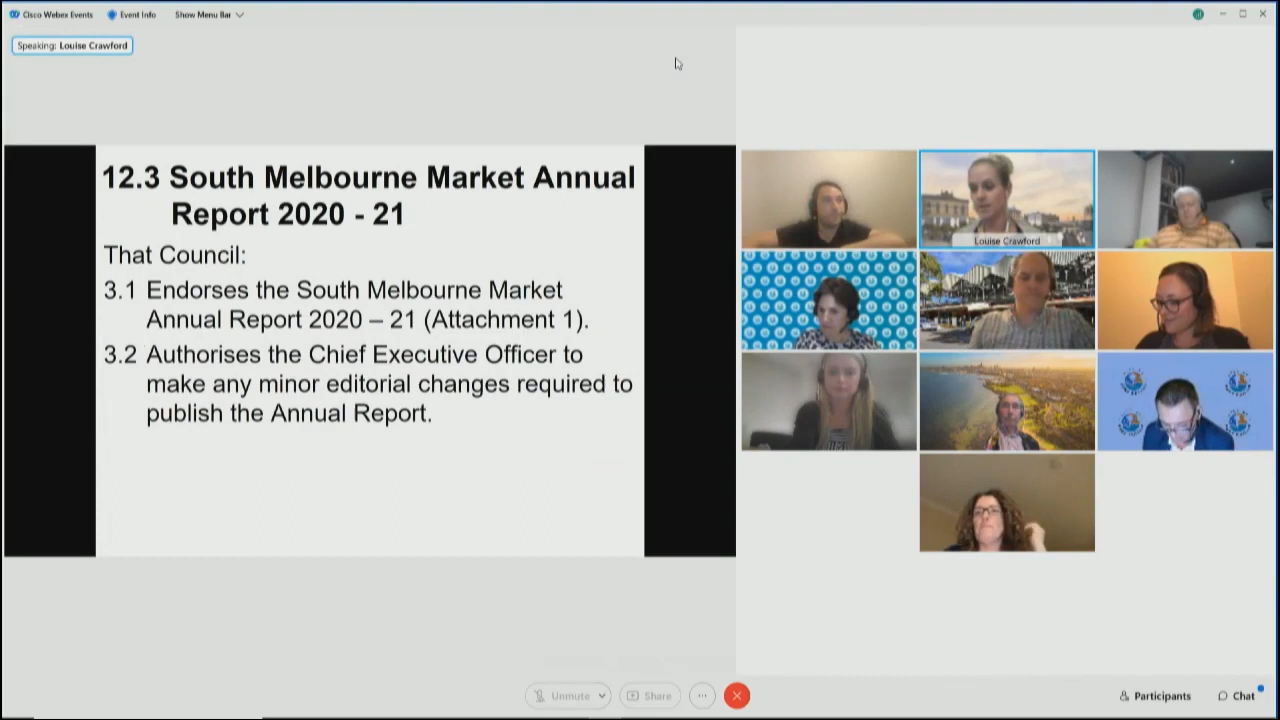 Cisco Webex Events
Event Info
Show Menu Bar
Speaking: Louise Crawford
12.3 South Melbourne Market Annual
Report 2020 - 21
That Council:
3.1 Endorses the South Melbourne Market
Annual Report 2020 – 21 (Attachment 1).
3.2 Authorises the Chief Executive Officer to
make any minor editorial changes required to
publish the Annual Report.
Louise Crawford
Unmute
Share
Participants
Chat